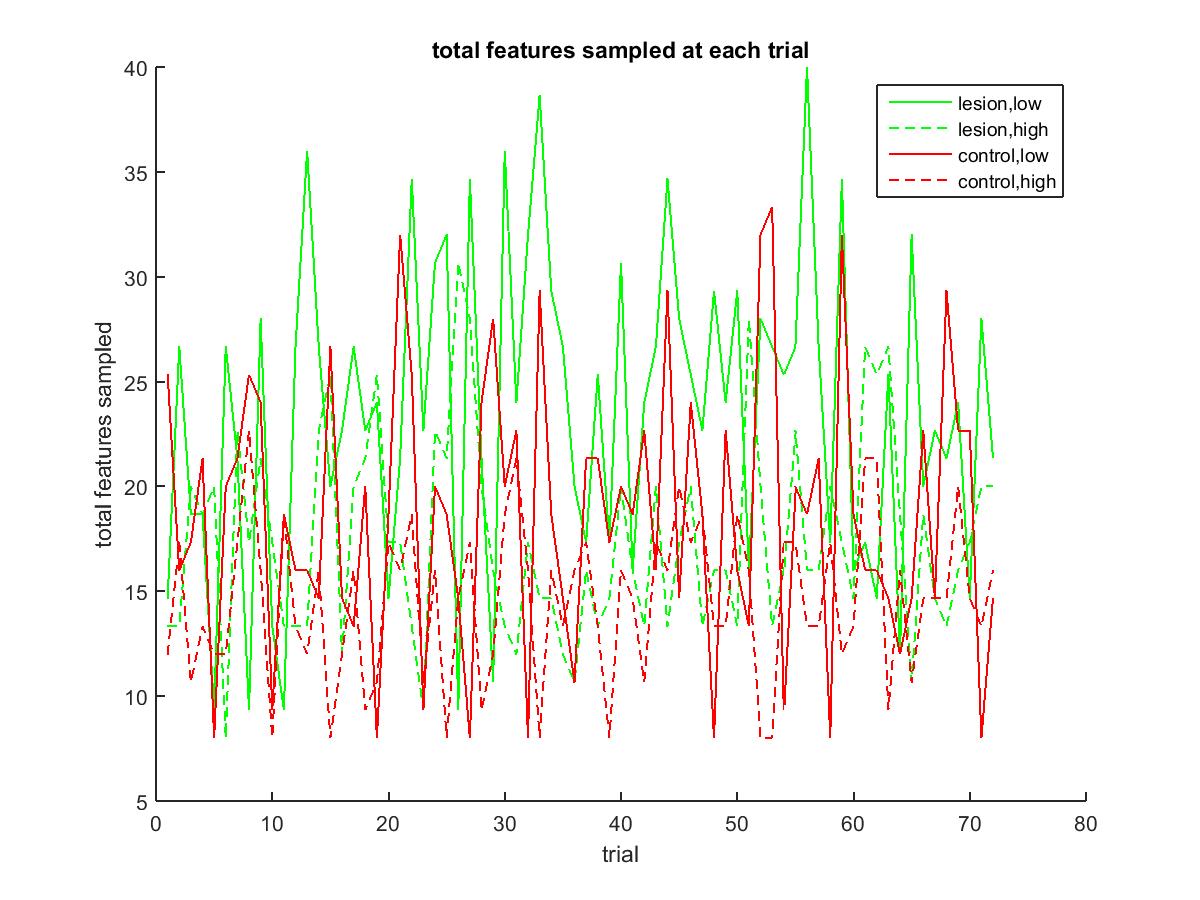 total features sampled at each trial
lesion,low
lesion,high
control,low
control,high
total features sampled
40
35
30
25
20
15
10
5
0
10
20
30
40
50
60
70
80
trial